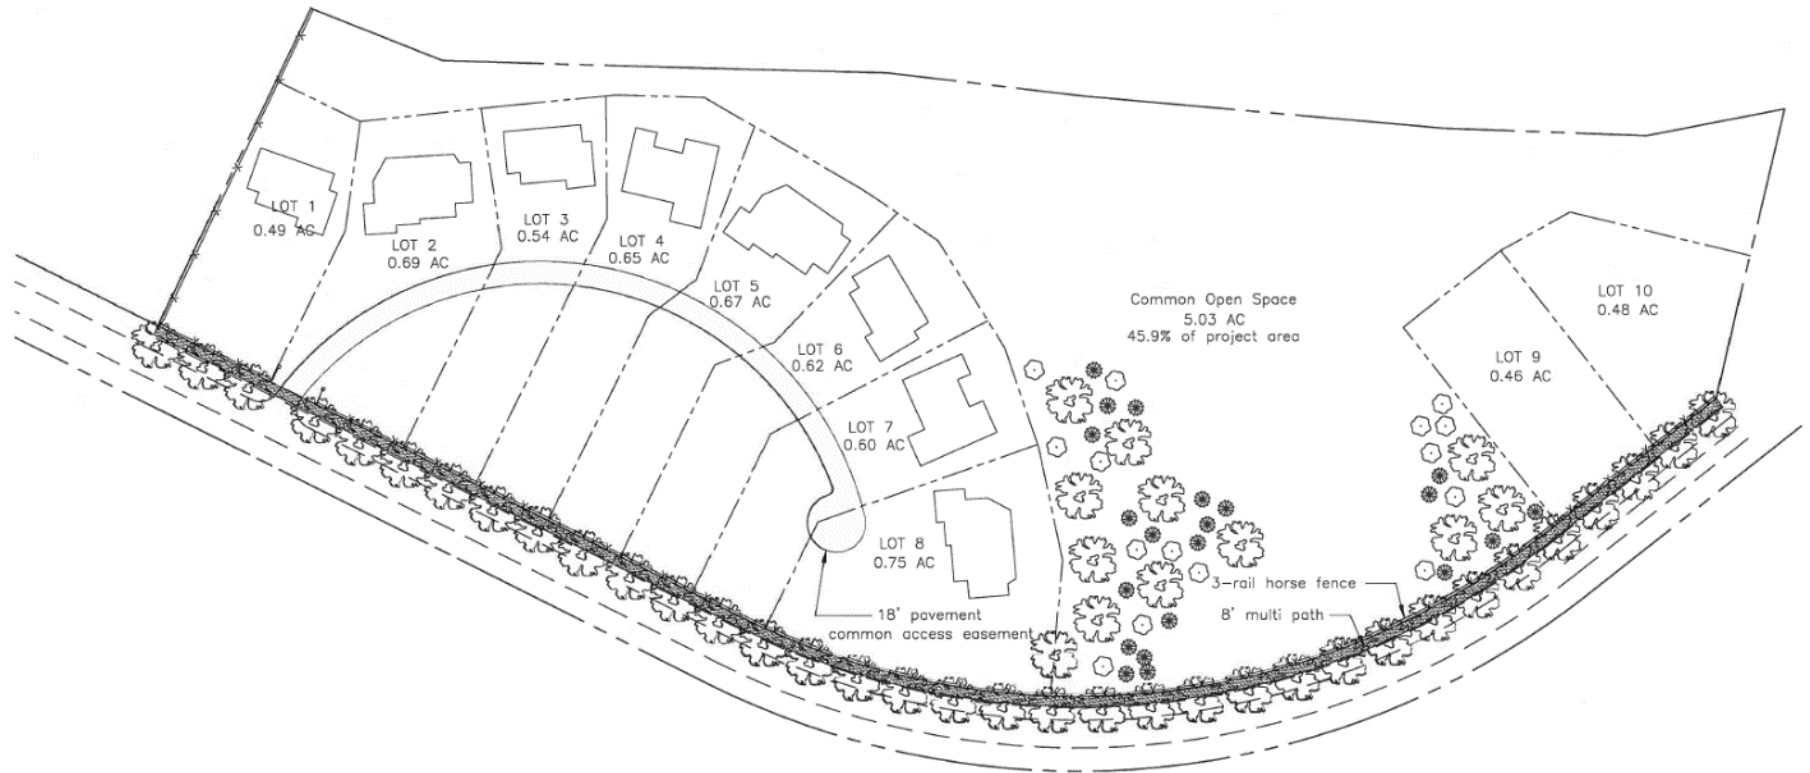 LOT 1
0.49 AC
LOT 2
0.69 AC
LOT 3
0.54 AC
LOT 4
0.65 AC
LOT 5
0.67 AC
LOT 6
0.62 AC
LOT 7
0.60 AC
LOT 8
0.75 AC
18' pavement
common access easement
Common Open Space
5.03 AC
45.9% of project area
LOT 9
0.46 AC
LOT 10
0.48 AC
3-rail horse fence
8' multi path